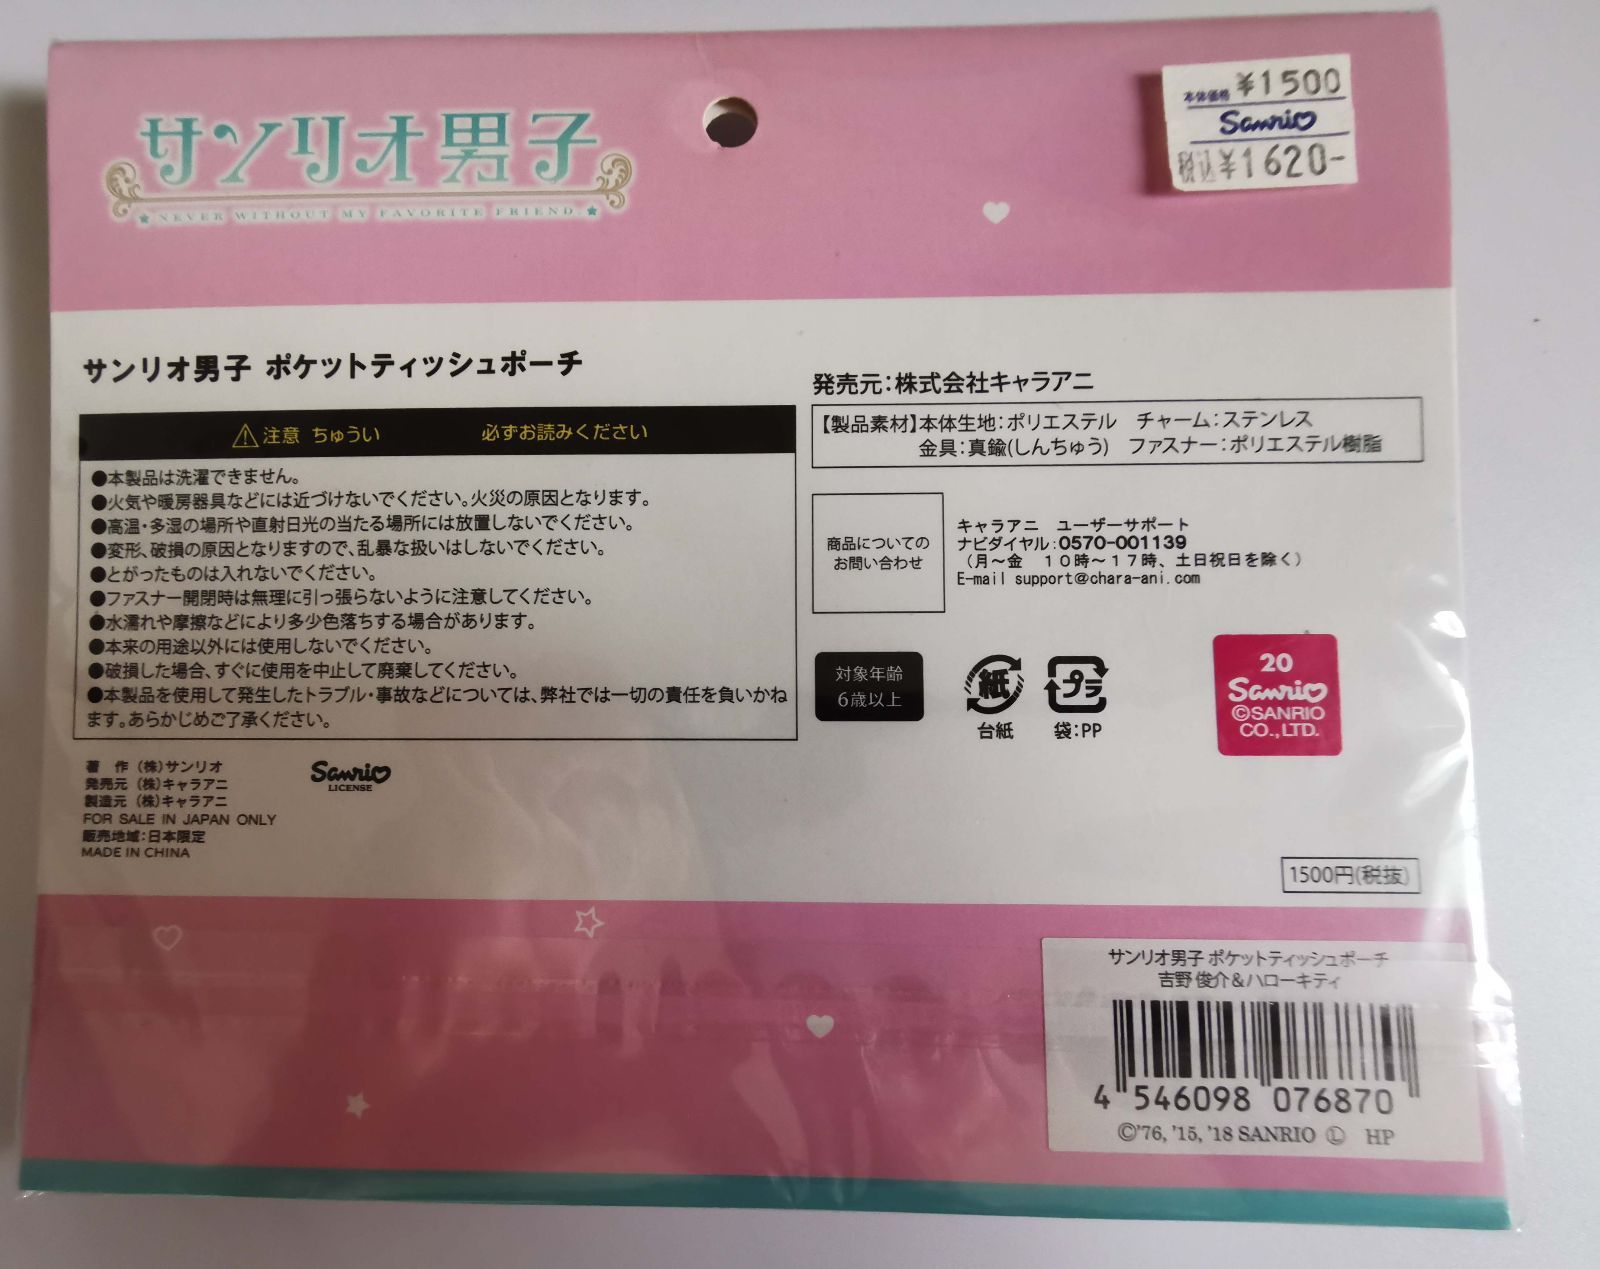 サンリオ男子
NEVER WITHOUT MY FAVORITE FRIEND.
本体価格 ¥1500
Sanrio
税込¥1620-
サンリオ男子 ポケットティッシュポーチ
注意 ちゅうい 必ずお読みください
●本製品は洗濯できません。
●火気や暖房器具などには近づけないでください。火災の原因となります。
●高温・多湿の場所や直射日光の当たる場所には放置しないでください。
●変形、破損の原因となりますので、乱暴な扱いはしないでください。
●とがったものは入れないでください。
●ファスナー開閉時は無理に引っ張らないように注意してください。
●水濡れや摩擦などにより多少色落ちする場合があります。
●本来の用途以外には使用しないでください。
●破損した場合、すぐに使用を中止して廃棄してください。
●本製品を使用して発生したトラブル・事故などについては、弊社では一切の責任を負いかね
ます。あらかじめご了承ください。
著 作 (株)サンリオ
発売元 (株)キャラアニ
製造元 (株)キャラアニ
FOR SALE IN JAPAN ONLY
販売地域:日本限定
MADE IN CHINA
Sanrio
LICENSE
発売元:株式会社キャラアニ
【製品素材】本体生地:ポリエステル チャーム:ステンレス
金具:真鍮(しんちゅう) ファスナー:ポリエステル樹脂
商品についての
お問い合わせ
キャラアニ ユーザーサポート
ナビダイヤル:0570-001139
(月~金 10時~17時、土日祝日を除く)
E-mail support@chara-ani.com
対象年齢
6歳以上
紙
台紙
プラ
袋:PP
20
Sanrio
©SANRIO
CO.,LTD.
1500円(税抜)
サンリオ男子 ポケットティッシュポーチ
吉野 俊介&ハローキティ
4 546098 076870
©'76, '15, '18 SANRIO Ⓛ HP